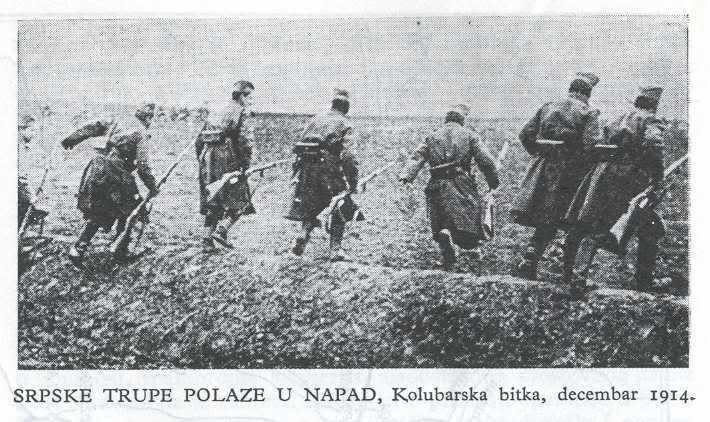 SRPSKE TRUPE POLAZE U NAPAD, Kolubarska bitka, decembar 1914.